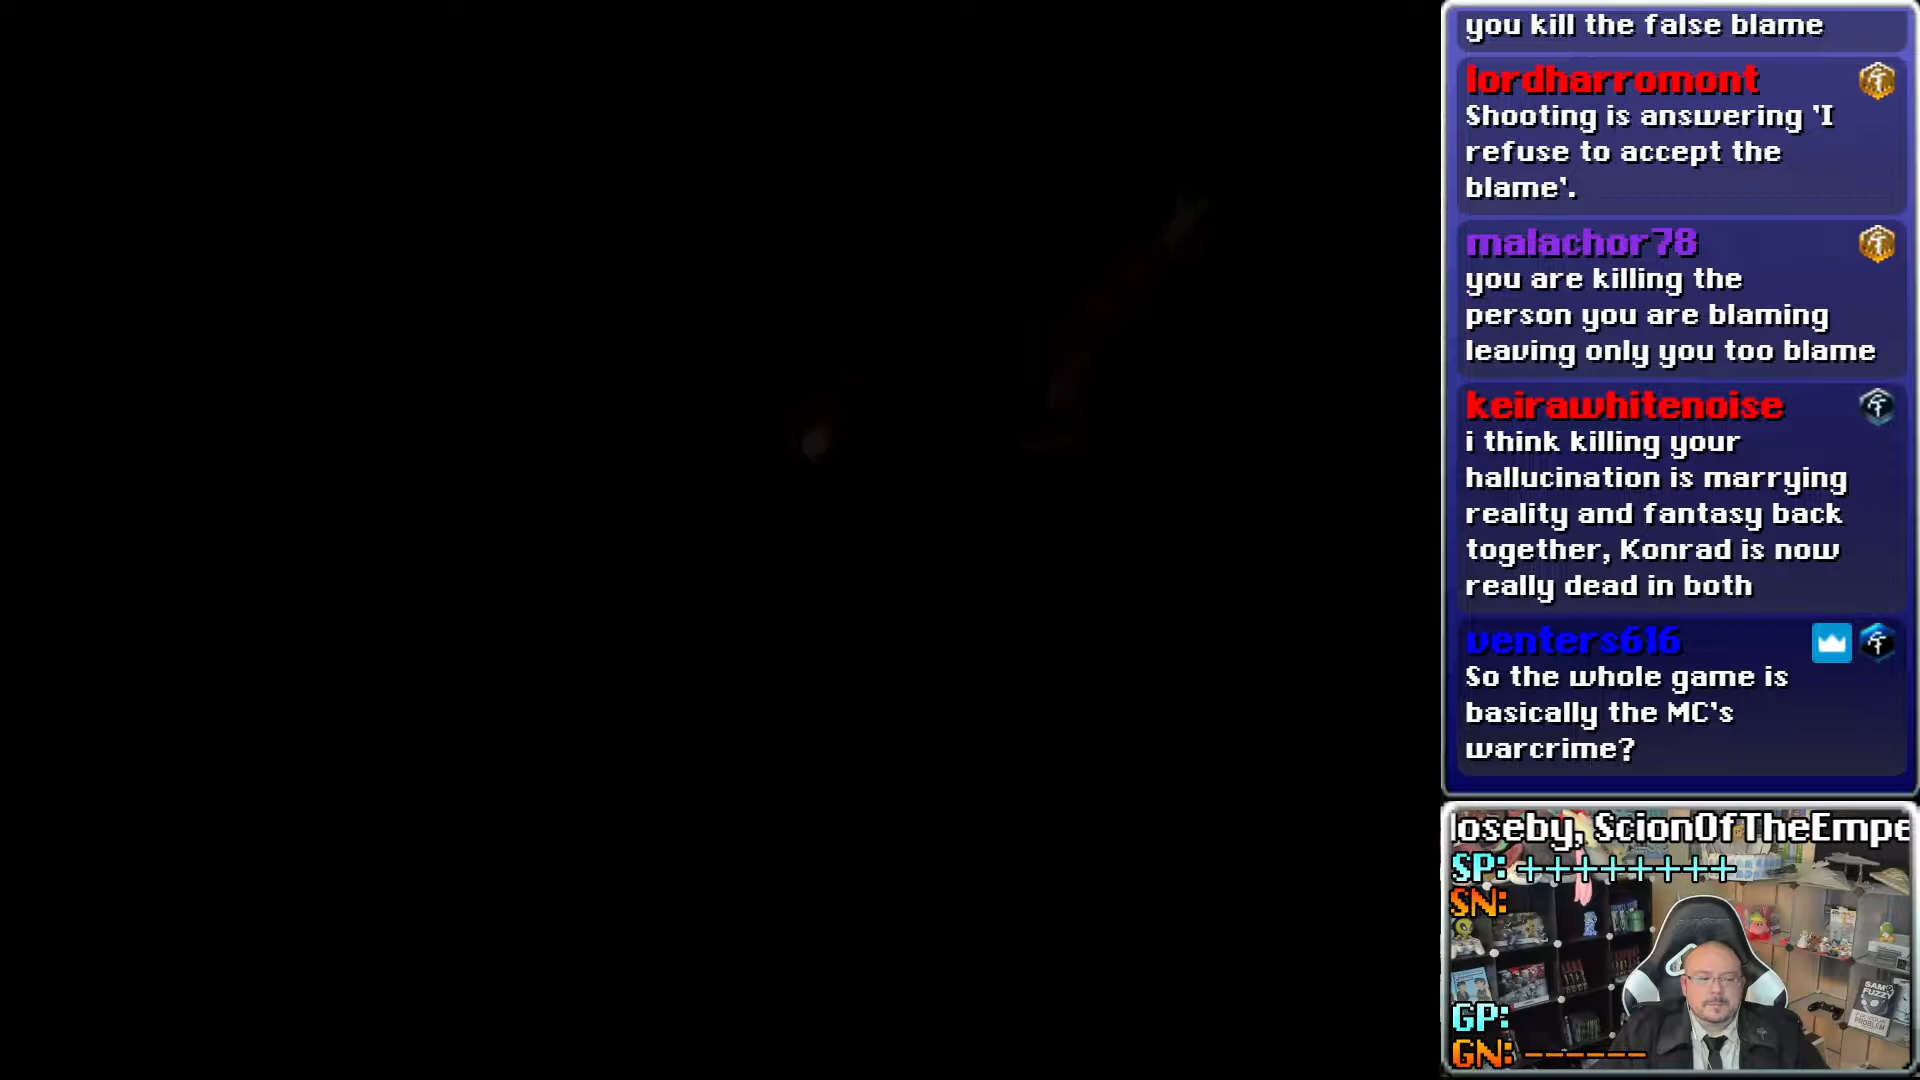 you kill the false blame
lordharromont
Shooting is answering 'I
refuse to accept the
blame'.
malachor78
you are killing the
person you are blaming
leaving only you too blame
keirawhitenoise
i think killing your
hallucination is marrying
reality and fantasy back
together, Konrad is now
really dead in both
venters616
So the whole game is
basically the MC's
warcrime?
loseby, ScionOfTheEmpe
SP: ++++++++
SN:
GP:
GN: ------
SAM
FUZZY
PROBLEM